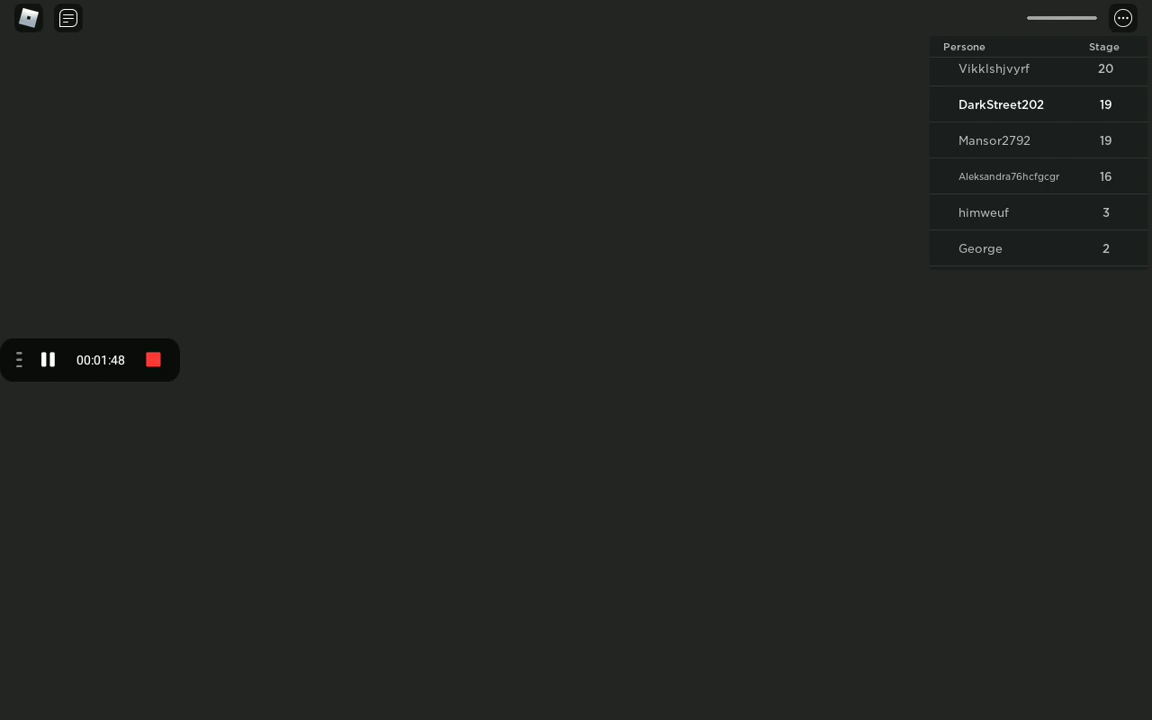 Persone Stage
Vikklshjvyrf 20
DarkStreet202 19
Mansor2792 19
Aleksandra76hcfgcgr 16
himweuf 3
George 2
00:01:48